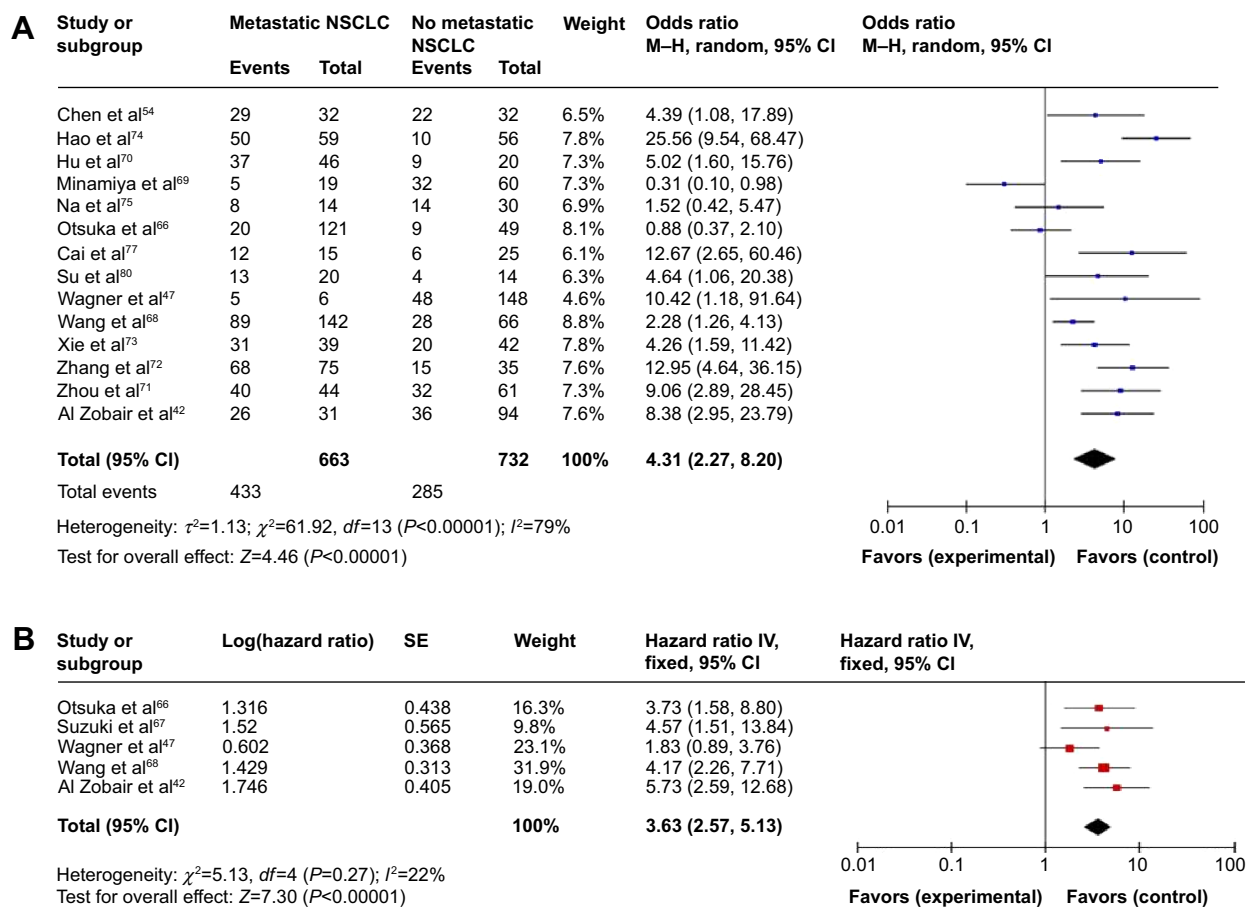 A
Study or subgroup Metastatic NSCLC No metastatic NSCLC Weight Odds ratio M–H, random, 95% CI Odds ratio M–H, random, 95% CI
Events Total Events Total
Chen et al54 29 32 22 32 6.5% 4.39 (1.08, 17.89)
Hao et al74 50 59 10 56 7.8% 25.56 (9.54, 68.47)
Hu et al70 37 46 9 20 7.3% 5.02 (1.60, 15.76)
Minamiya et al69 5 19 32 60 7.3% 0.31 (0.10, 0.98)
Na et al75 8 14 14 30 6.9% 1.52 (0.42, 5.47)
Otsuka et al66 20 121 9 49 8.1% 0.88 (0.37, 2.10)
Cai et al77 12 15 6 25 6.1% 12.67 (2.65, 60.46)
Su et al80 13 20 4 14 6.3% 4.64 (1.06, 20.38)
Wagner et al47 5 6 48 148 4.6% 10.42 (1.18, 91.64)
Wang et al68 89 142 28 66 8.8% 2.28 (1.26, 4.13)
Xie et al73 31 39 20 42 7.8% 4.26 (1.59, 11.42)
Zhang et al72 68 75 15 35 7.6% 12.95 (4.64, 36.15)
Zhou et al71 40 44 32 61 7.3% 9.06 (2.89, 28.45)
Al Zobair et al42 26 31 36 94 7.6% 8.38 (2.95, 23.79)
Total (95% CI) 663 732 100% 4.31 (2.27, 8.20)
Total events 433 285
Heterogeneity: τ²=1.13; χ²=61.92, df=13 (P<0.00001); I²=79%
Test for overall effect: Z=4.46 (P<0.00001)
0.01 0.1 1 10 100
Favors (experimental) Favors (control)
B
Study or subgroup Log(hazard ratio) SE Weight Hazard ratio IV, fixed, 95% CI Hazard ratio IV, fixed, 95% CI
Otsuka et al66 1.316 0.438 16.3% 3.73 (1.58, 8.80)
Suzuki et al67 1.52 0.565 9.8% 4.57 (1.51, 13.84)
Wagner et al47 0.602 0.368 23.1% 1.83 (0.89, 3.76)
Wang et al68 1.429 0.313 31.9% 4.17 (2.26, 7.71)
Al Zobair et al42 1.746 0.405 19.0% 5.73 (2.59, 12.68)
Total (95% CI) 100% 3.63 (2.57, 5.13)
Heterogeneity: χ²=5.13, df=4 (P=0.27); I²=22%
Test for overall effect: Z=7.30 (P<0.00001)
0.01 0.1 1 10 100
Favors (experimental) Favors (control)